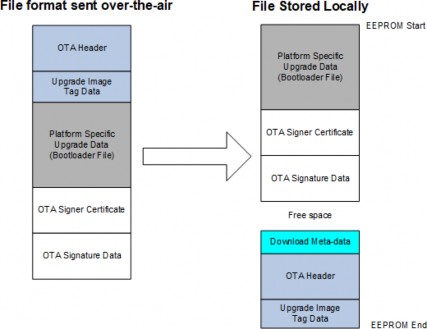 File format sent over-the-air
OTA Header
Upgrade Image
Tag Data
Platform Specific
Upgrade Data
(Bootloader File)
OTA Signer Certificate
OTA Signature Data
File Stored Locally
EEPROM Start
Platform Specific
Upgrade Data
(Bootloader File)
OTA Signer Certificate
OTA Signature Data
Free space
Download Meta-data
OTA Header
Upgrade Image
Tag Data
EEPROM End